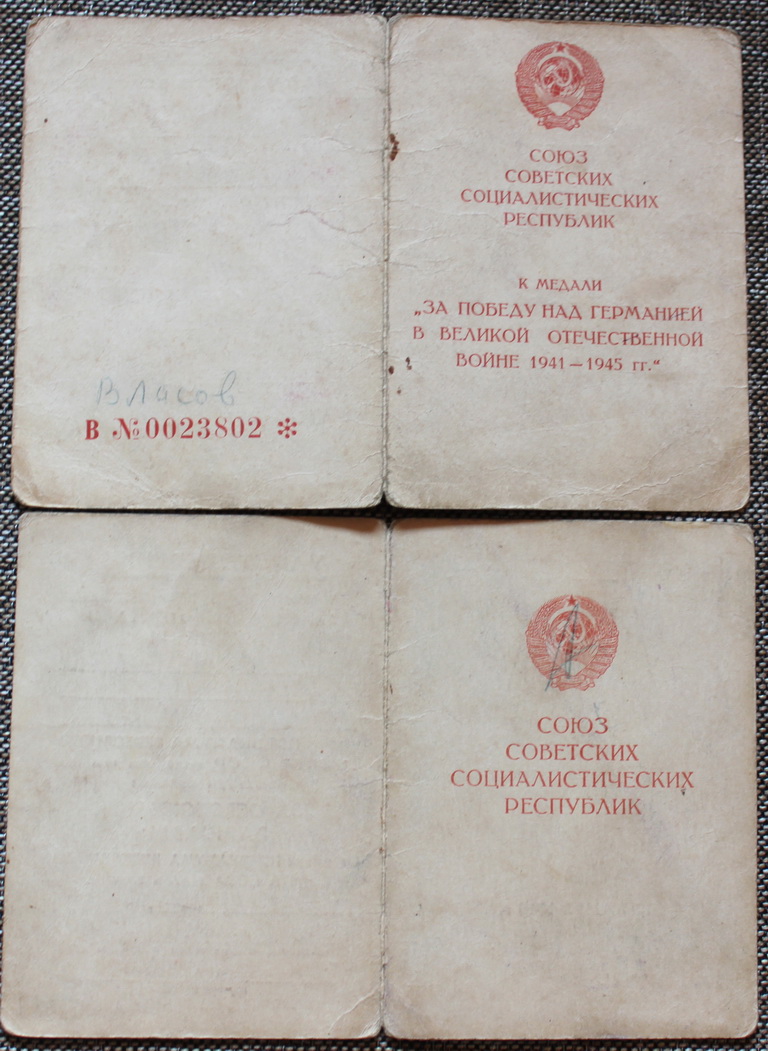 СОЮЗ
СОВЕТСКИХ
СОЦИАЛИСТИЧЕСКИХ
РЕСПУБЛИК
К МЕДАЛИ
„ЗА ПОБЕДУ НАД ГЕРМАНИЕЙ
В ВЕЛИКОЙ ОТЕЧЕСТВЕННОЙ
ВОЙНЕ 1941 — 1945 гг.“
Власов
В №0023802 ✻
СОЮЗ
СОВЕТСКИХ
СОЦИАЛИСТИЧЕСКИХ
РЕСПУБЛИК